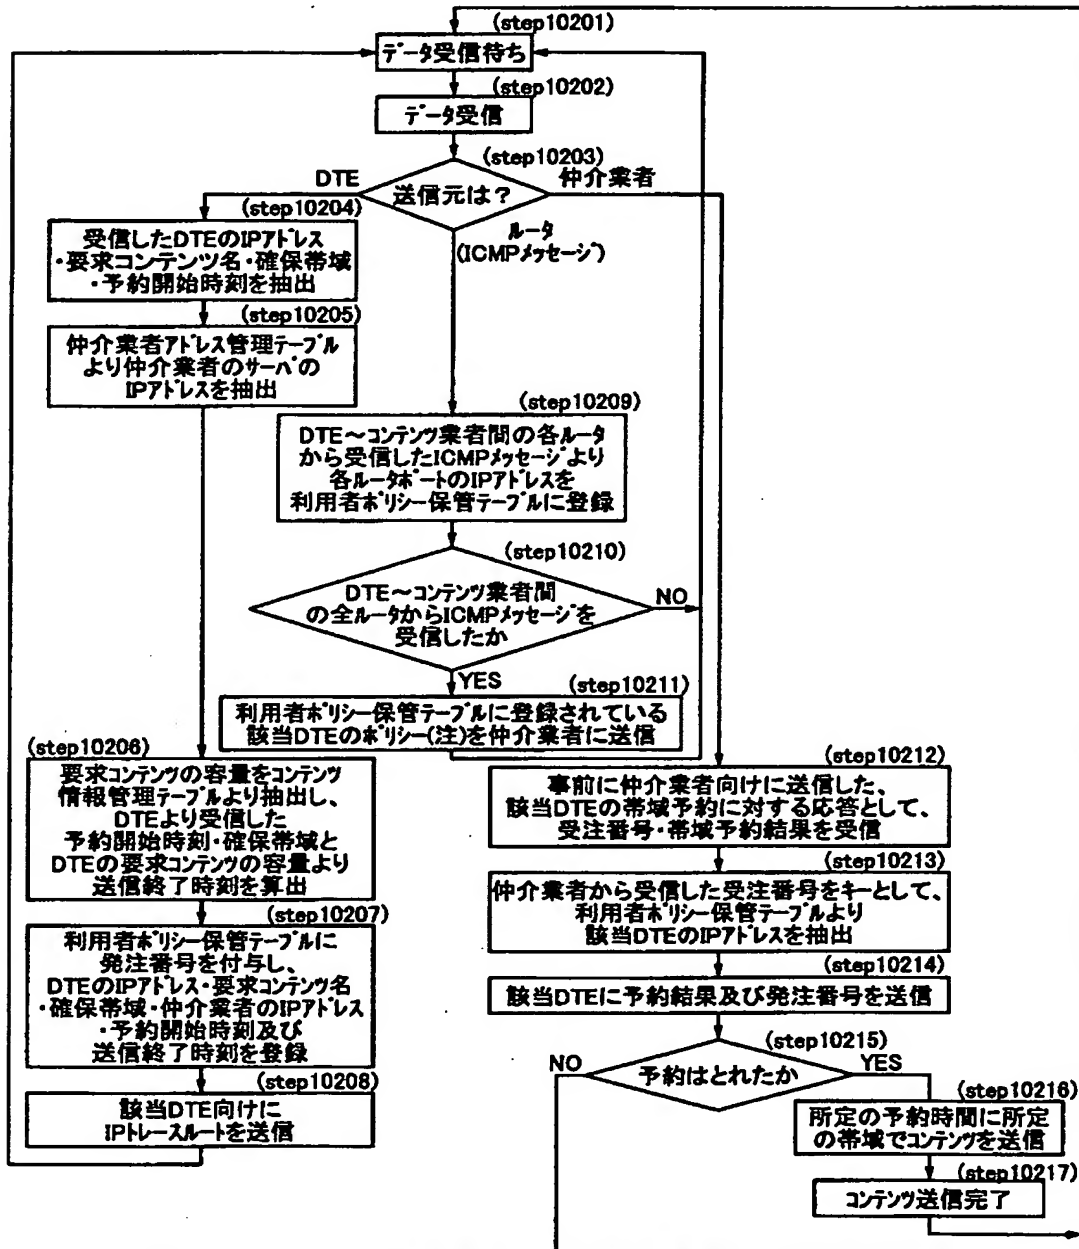 (step10201)
データ受信待ち
(step10202)
データ受信
(step10203)
送信元は？
DTE
仲介業者
ルータ
(ICMPメッセージ)
(step10204)
受信したDTEのIPアドレス
・要求コンテンツ名・確保帯域
・予約開始時刻を抽出
(step10205)
仲介業者アドレス管理テーブル
より仲介業者のサーバの
IPアドレスを抽出
(step10206)
要求コンテンツの容量をコンテンツ
情報管理テーブルより抽出し、
DTEより受信した
予約開始時刻・確保帯域と
DTEの要求コンテンツの容量より
送信終了時刻を算出
(step10207)
利用者ポリシー保管テーブルに
発注番号を付与し、
DTEのIPアドレス・要求コンテンツ名
・確保帯域・仲介業者のIPアドレス
・予約開始時刻及び
送信終了時刻を登録
(step10208)
該当DTE向けに
IPトレースルートを送信
(step10209)
DTE～コンテンツ業者間の各ルータ
から受信したICMPメッセージより
各ルータポートのIPアドレスを
利用者ポリシー保管テーブルに登録
(step10210)
DTE～コンテンツ業者間
の全ルータからICMPメッセージを
受信したか
NO
YES
(step10211)
利用者ポリシー保管テーブルに登録されている
該当DTEのポリシー(注)を仲介業者に送信
(step10212)
事前に仲介業者向けに送信した、
該当DTEの帯域予約に対する応答として、
受注番号・帯域予約結果を受信
(step10213)
仲介業者から受信した受注番号をキーとして、
利用者ポリシー保管テーブルより
該当DTEのIPアドレスを抽出
(step10214)
該当DTEに予約結果及び発注番号を送信
(step10215)
予約はとれたか
NO
YES
(step10216)
所定の予約時間に所定
の帯域でコンテンツを送信
(step10217)
コンテンツ送信完了